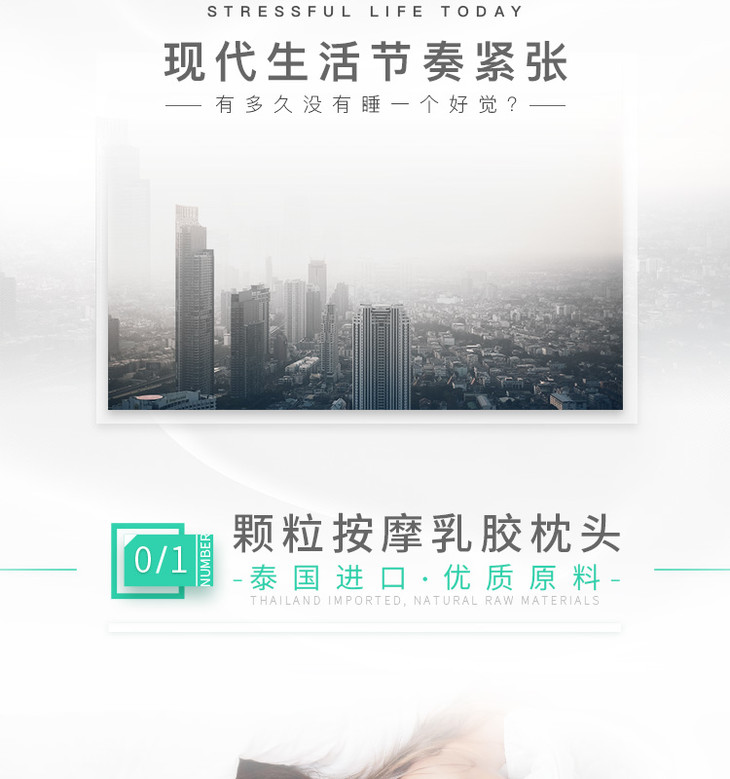 STRESSFUL LIFE TODAY
现代生活节奏紧张
有多久没有睡一个好觉?
0/1
NUMBER
颗粒按摩乳胶枕头
-泰国进口·优质原料-
THAILAND IMPORTED, NATURAL RAW MATERIALS